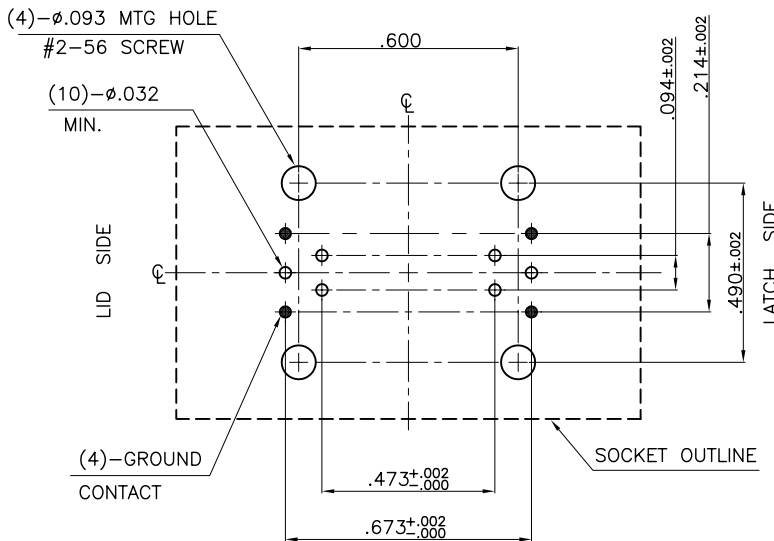 (4)-ø.093 MTG HOLE
#2-56 SCREW
(10)-ø.032
MIN.
.600
.094±.002
.214±.002
℄
LID SIDE
℄
.490±.002
LATCH SIDE
(4)-GROUND
CONTACT
SOCKET OUTLINE
.473+.002 -.000
.673+.002 -.000